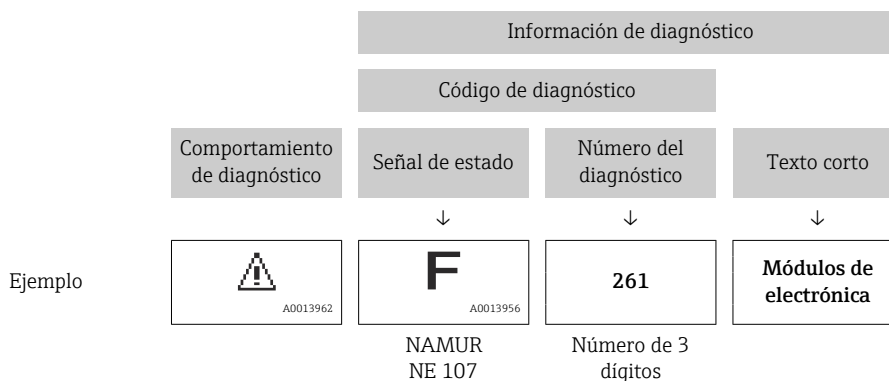 Información de diagnóstico
Código de diagnóstico
Comportamiento
de diagnóstico
Señal de estado
Número del
diagnóstico
Texto corto
↓ ↓ ↓
Ejemplo
A0013962
F
A0013956
261
Módulos de
electrónica
NAMUR
NE 107
Número de 3
dígitos